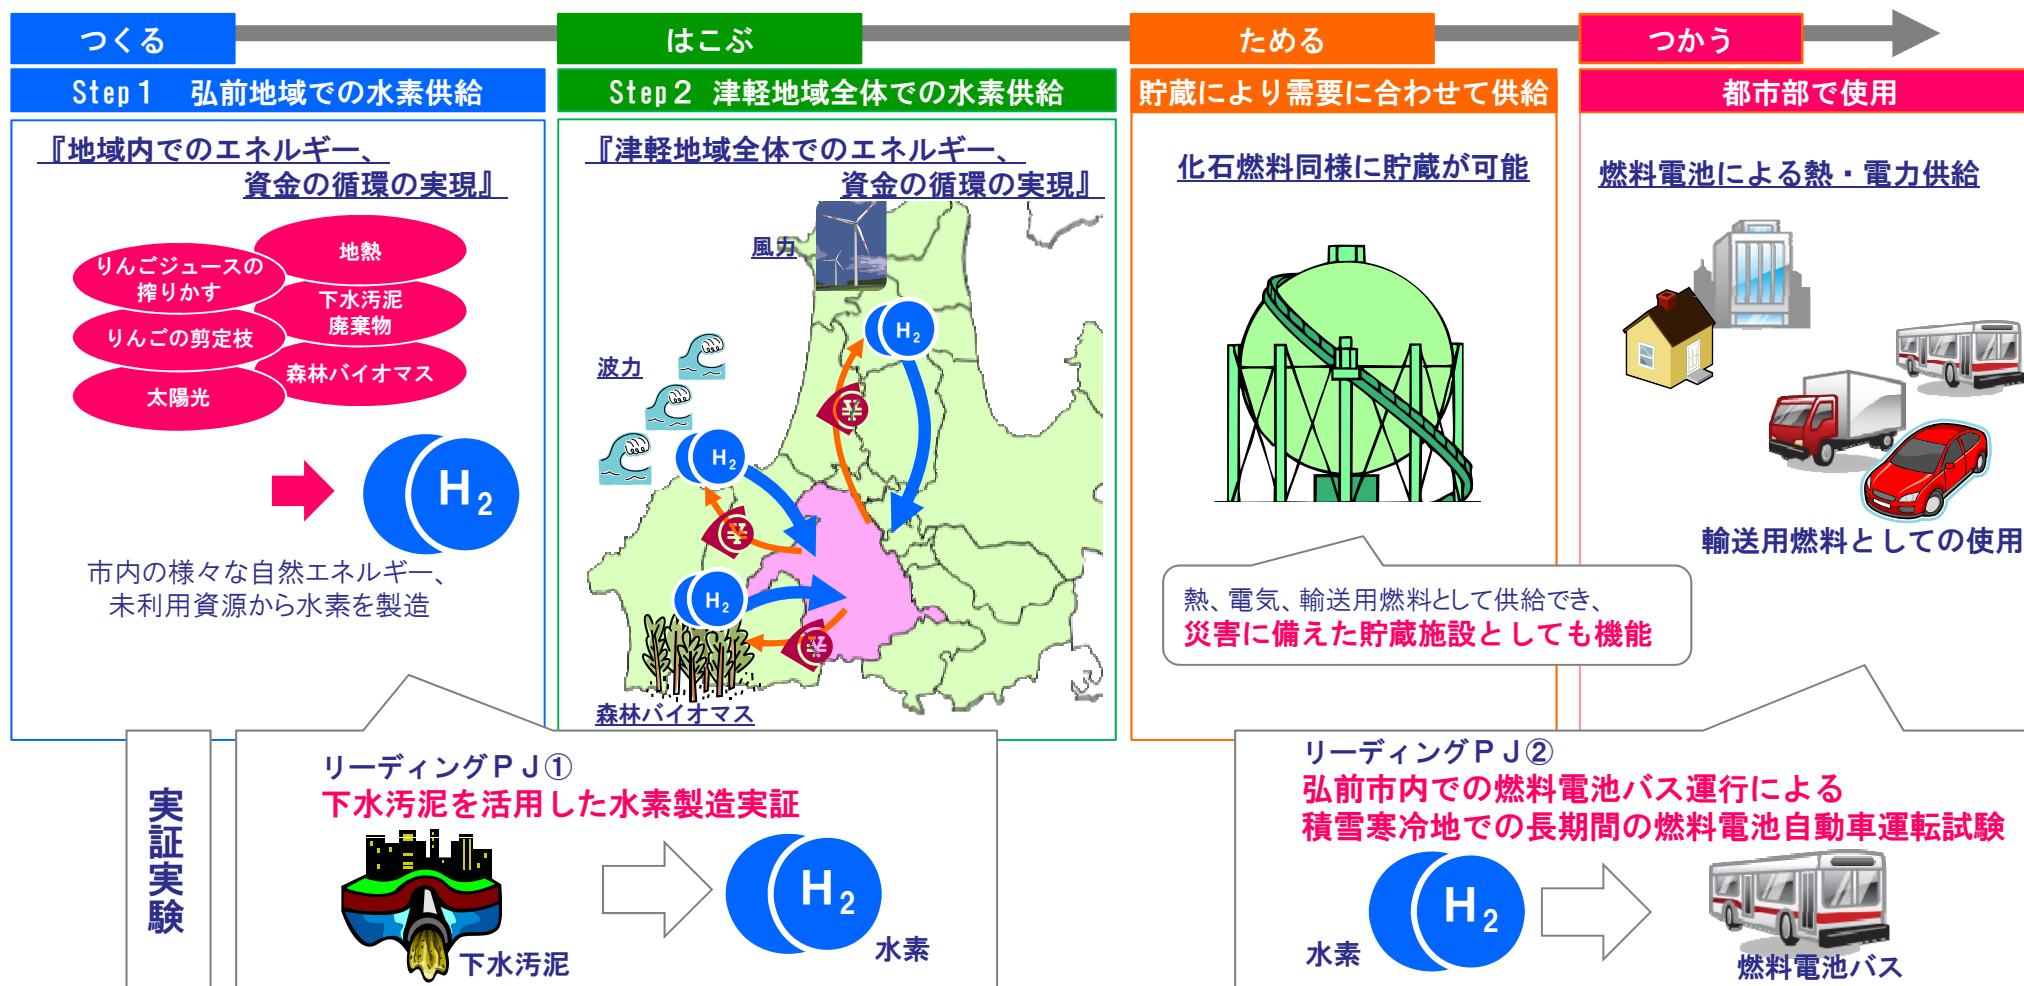 つくる
はこぶ
ためる
つかう
Step1　弘前地域での水素供給
Step2 津軽地域全体での水素供給
貯蔵により需要に合わせて供給
都市部で使用
『地域内でのエネルギー、
資金の循環の実現』
地熱
りんごジュースの
搾りかす
下水汚泥
廃棄物
りんごの剪定枝
森林バイオマス
太陽光
H2
市内の様々な自然エネルギー、
未利用資源から水素を製造
『津軽地域全体でのエネルギー、
資金の循環の実現』
風力
H2
波力
¥
H2
¥
H2
¥
森林バイオマス
化石燃料同様に貯蔵が可能
熱、電気、輸送用燃料として供給でき、
災害に備えた貯蔵施設としても機能
燃料電池による熱・電力供給
輸送用燃料としての使用
実証実験
リーディングＰＪ①
下水汚泥を活用した水素製造実証
下水汚泥
H2
水素
リーディングＰＪ②
弘前市内での燃料電池バス運行による
積雪寒冷地での長期間の燃料電池自動車運転試験
H2
水素
燃料電池バス